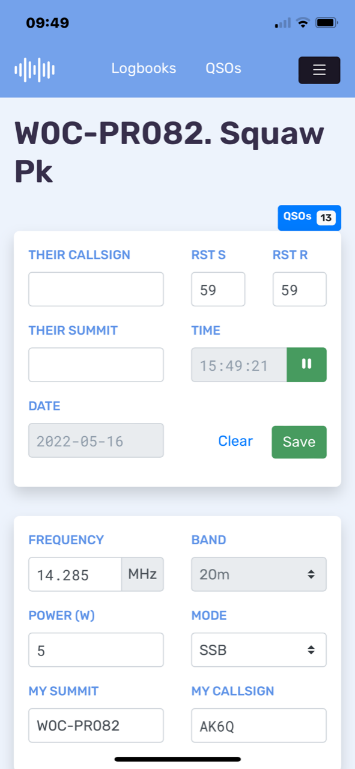 09:49
Logbooks QSOs
W0C-PR082. Squaw
Pk
QSOs 13
THEIR CALLSIGN RST S RST R
59 59
THEIR SUMMIT TIME
15:49:21
DATE
2022-05-16 Clear Save
FREQUENCY BAND
14.285 MHz 20m
POWER (W) MODE
5 SSB
MY SUMMIT MY CALLSIGN
W0C-PR082 AK6Q